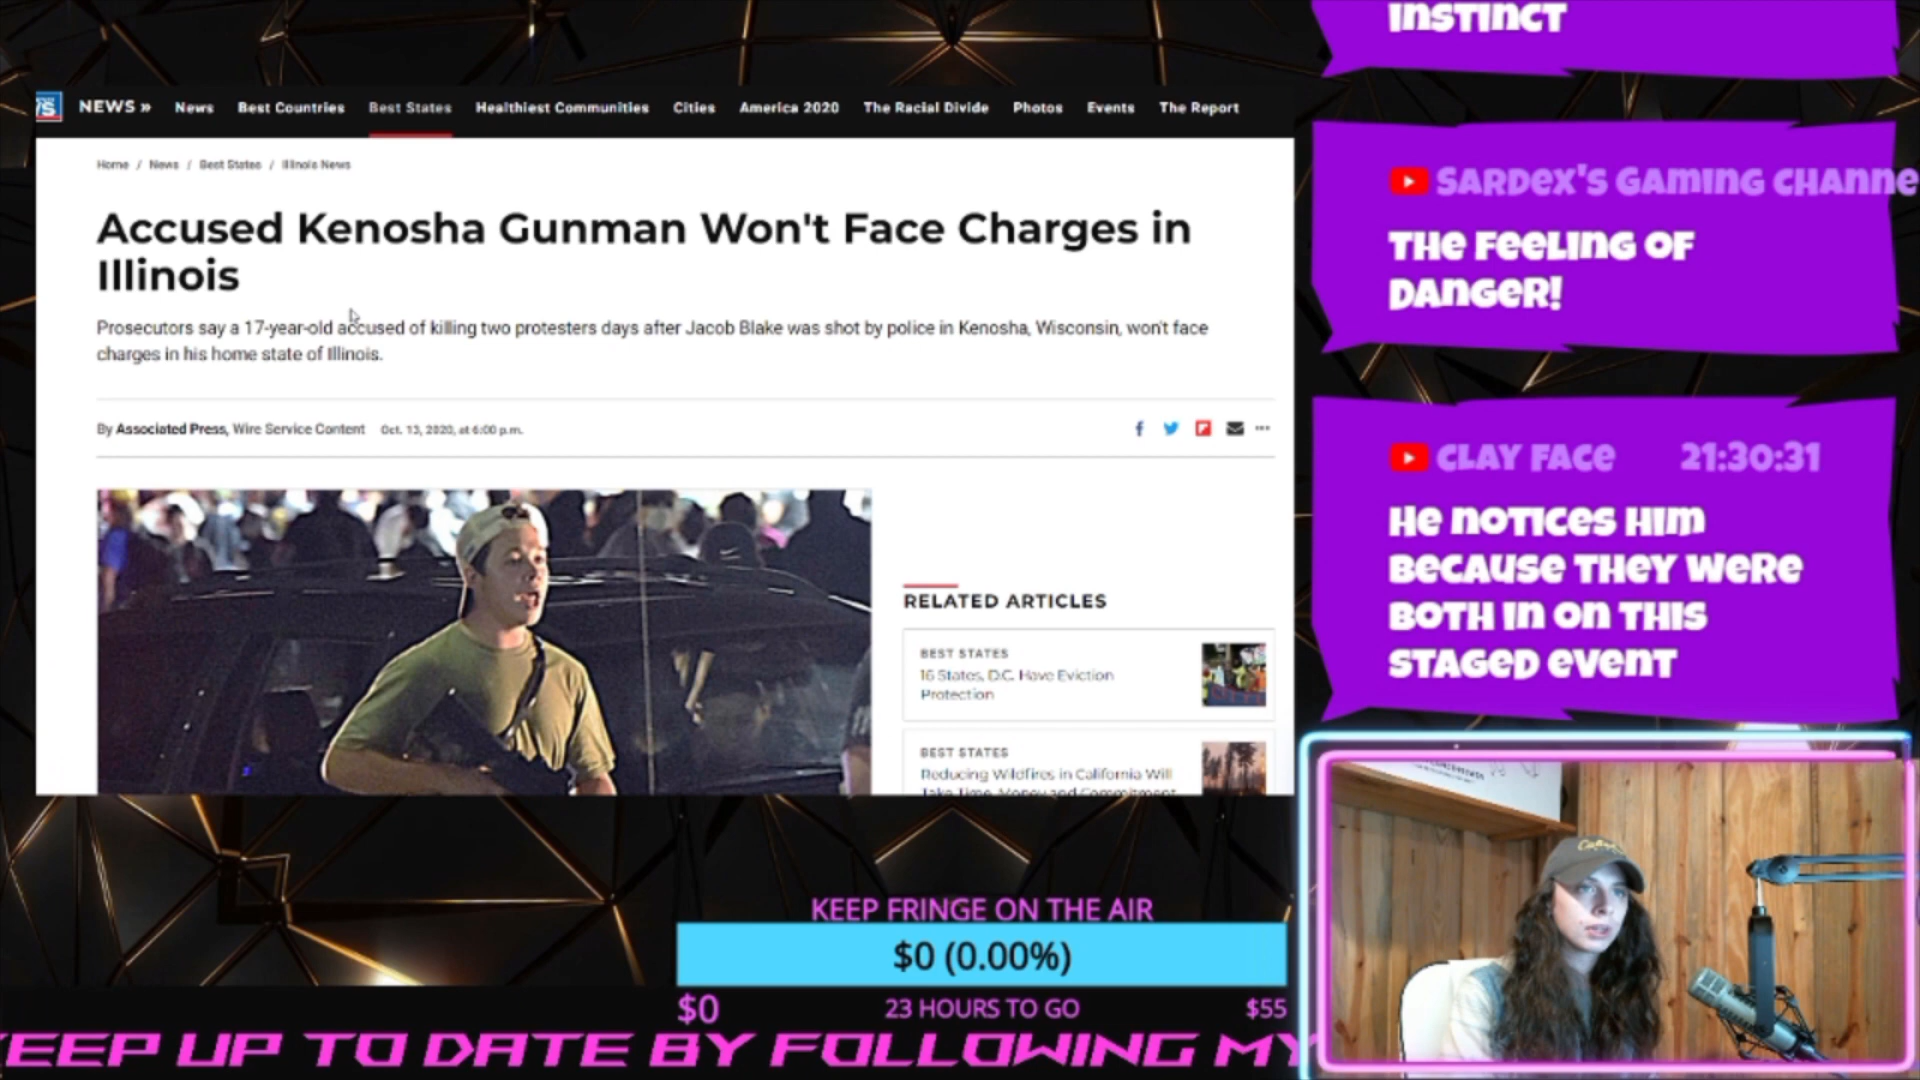 NEWS »
News
Best Countries
Best States
Healthiest Communities
Cities
America 2020
The Racial Divide
Photos
Events
The Report
Home / News / Best States / Illinois News
Accused Kenosha Gunman Won't Face Charges in
Illinois
Prosecutors say a 17-year-old accused of killing two protesters days after Jacob Blake was shot by police in Kenosha, Wisconsin, won't face
charges in his home state of Illinois.
By Associated Press, Wire Service Content Oct. 13, 2020, at 6:00 p.m.
RELATED ARTICLES
BEST STATES
16 States, D.C. Have Eviction
Protection
BEST STATES
Reducing Wildfires in California Will
Take Time, Money and Commitment
INSTINCT
SARDEX'S GAMING CHANNE
THE FEELING OF
DANGER!
CLAY FACE 21:30:31
HE NOTICES HIM
BECAUSE THEY WERE
BOTH IN ON THIS
STAGED EVENT
KEEP FRINGE ON THE AIR
$0 (0.00%)
$0 23 HOURS TO GO $55
KEEP UP TO DATE BY FOLLOWING MY